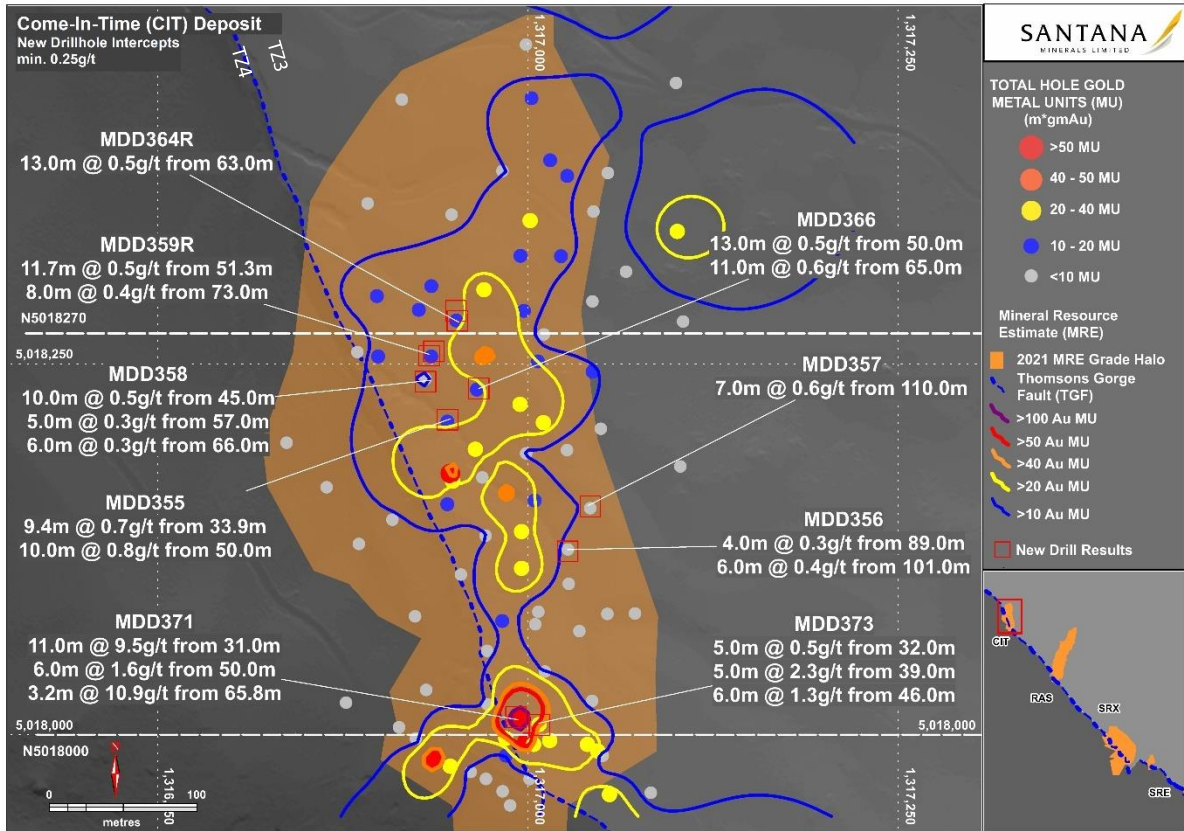 Come-In-Time (CIT) Deposit
New Drillhole Intercepts
min. 0.25g/t
TZ4
TZ3
1,317,000
1,317,250
MDD364R
13.0m @ 0.5g/t from 63.0m
MDD359R
11.7m @ 0.5g/t from 51.3m
8.0m @ 0.4g/t from 73.0m
MDD366
13.0m @ 0.5g/t from 50.0m
11.0m @ 0.6g/t from 65.0m
N5018270
5,018,250
MDD358
10.0m @ 0.5g/t from 45.0m
5.0m @ 0.3g/t from 57.0m
6.0m @ 0.3g/t from 66.0m
MDD357
7.0m @ 0.6g/t from 110.0m
MDD355
9.4m @ 0.7g/t from 33.9m
10.0m @ 0.8g/t from 50.0m
MDD356
4.0m @ 0.3g/t from 89.0m
6.0m @ 0.4g/t from 101.0m
MDD371
11.0m @ 9.5g/t from 31.0m
6.0m @ 1.6g/t from 50.0m
3.2m @ 10.9g/t from 65.8m
MDD373
5.0m @ 0.5g/t from 32.0m
5.0m @ 2.3g/t from 39.0m
6.0m @ 1.3g/t from 46.0m
5,018,000
5,018,000
N5018000
N
0
100
metres
1,316,750
1,317,000
1,317,250
SANTANA
MINERALS LIMITED
TOTAL HOLE GOLD
METAL UNITS (MU)
(m*gmAu)
>50 MU
40 - 50 MU
20 - 40 MU
10 - 20 MU
<10 MU
Mineral Resource
Estimate (MRE)
2021 MRE Grade Halo
Thomsons Gorge
Fault (TGF)
>100 Au MU
>50 Au MU
>40 Au MU
>20 Au MU
>10 Au MU
New Drill Results
CIT
RAS
SRX
SRE